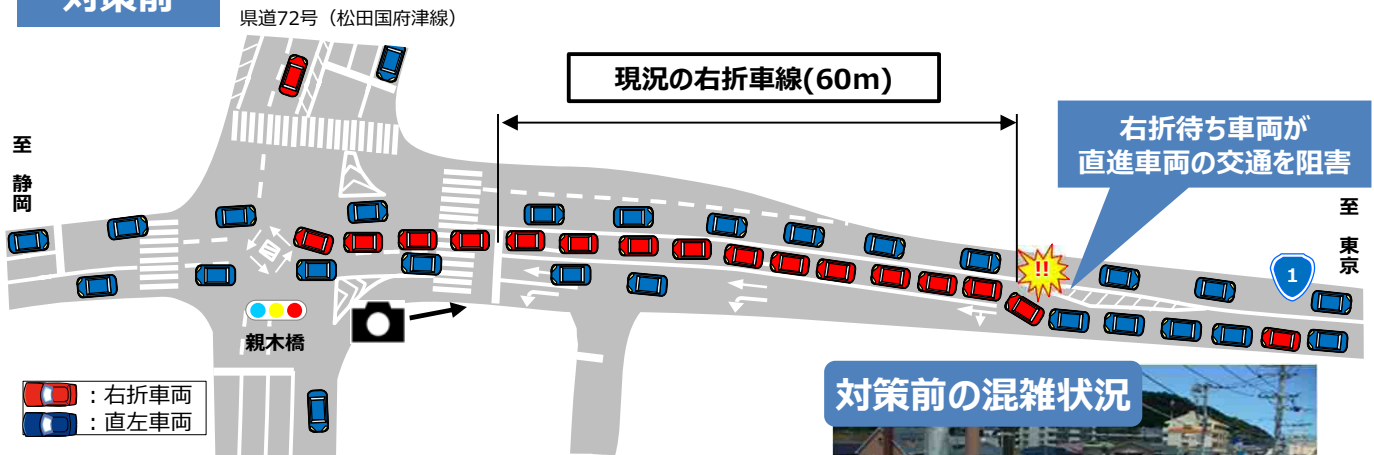 対策前
県道72号（松田国府津線）
現況の右折車線(60m)
右折待ち車両が
直進車両の交通を阻害
至 静岡
至 東京
!!
1
親木橋
：右折車両
：直左車両
対策前の混雑状況